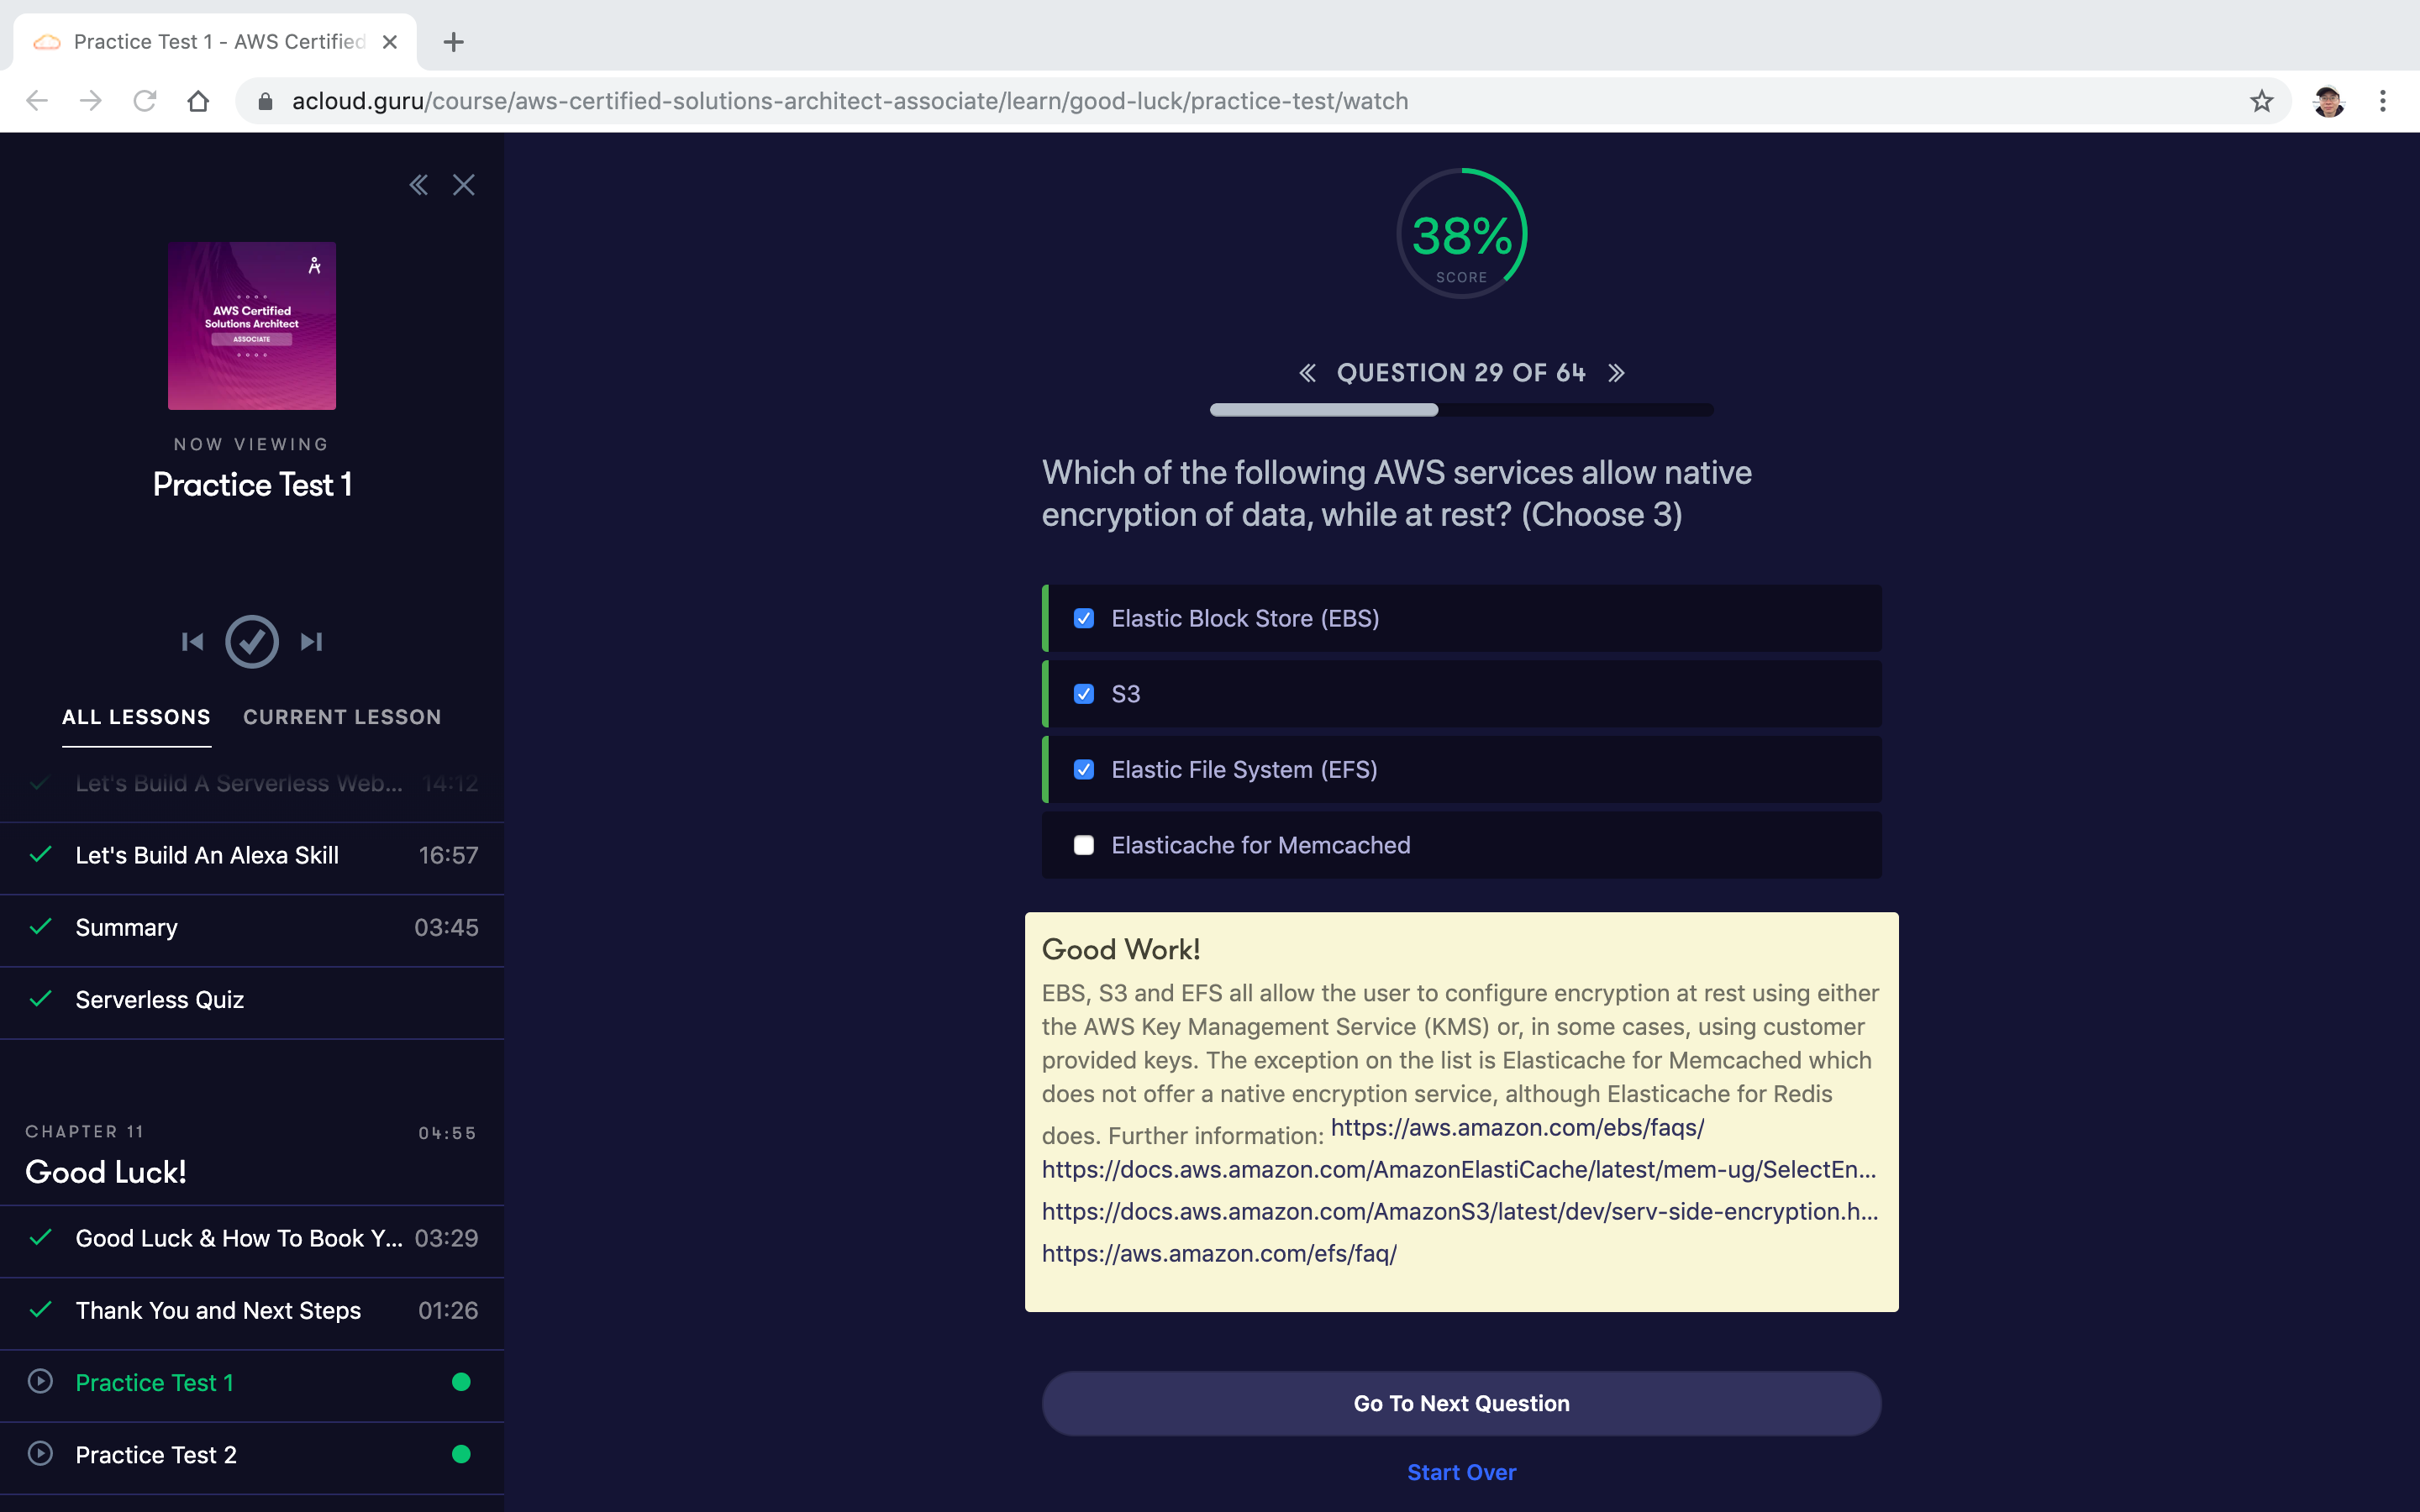 Practice Test 1 - AWS Certified
acloud.guru/course/aws-certified-solutions-architect-associate/learn/good-luck/practice-test/watch
AWS Certified
Solutions Architect
ASSOCIATE
NOW VIEWING
Practice Test 1
ALL LESSONS
CURRENT LESSON
Let's Build A Serverless Web... 14:12
Let's Build An Alexa Skill 16:57
Summary 03:45
Serverless Quiz
CHAPTER 11 04:55
Good Luck!
Good Luck & How To Book Y... 03:29
Thank You and Next Steps 01:26
Practice Test 1
Practice Test 2
38%
SCORE
QUESTION 29 OF 64
Which of the following AWS services allow native
encryption of data, while at rest? (Choose 3)
Elastic Block Store (EBS)
S3
Elastic File System (EFS)
Elasticache for Memcached
Good Work!
EBS, S3 and EFS all allow the user to configure encryption at rest using either
the AWS Key Management Service (KMS) or, in some cases, using customer
provided keys. The exception on the list is Elasticache for Memcached which
does not offer a native encryption service, although Elasticache for Redis
does. Further information: https://aws.amazon.com/ebs/faqs/
https://docs.aws.amazon.com/AmazonElastiCache/latest/mem-ug/SelectEn...
https://docs.aws.amazon.com/AmazonS3/latest/dev/serv-side-encryption.h...
https://aws.amazon.com/efs/faq/
Go To Next Question
Start Over